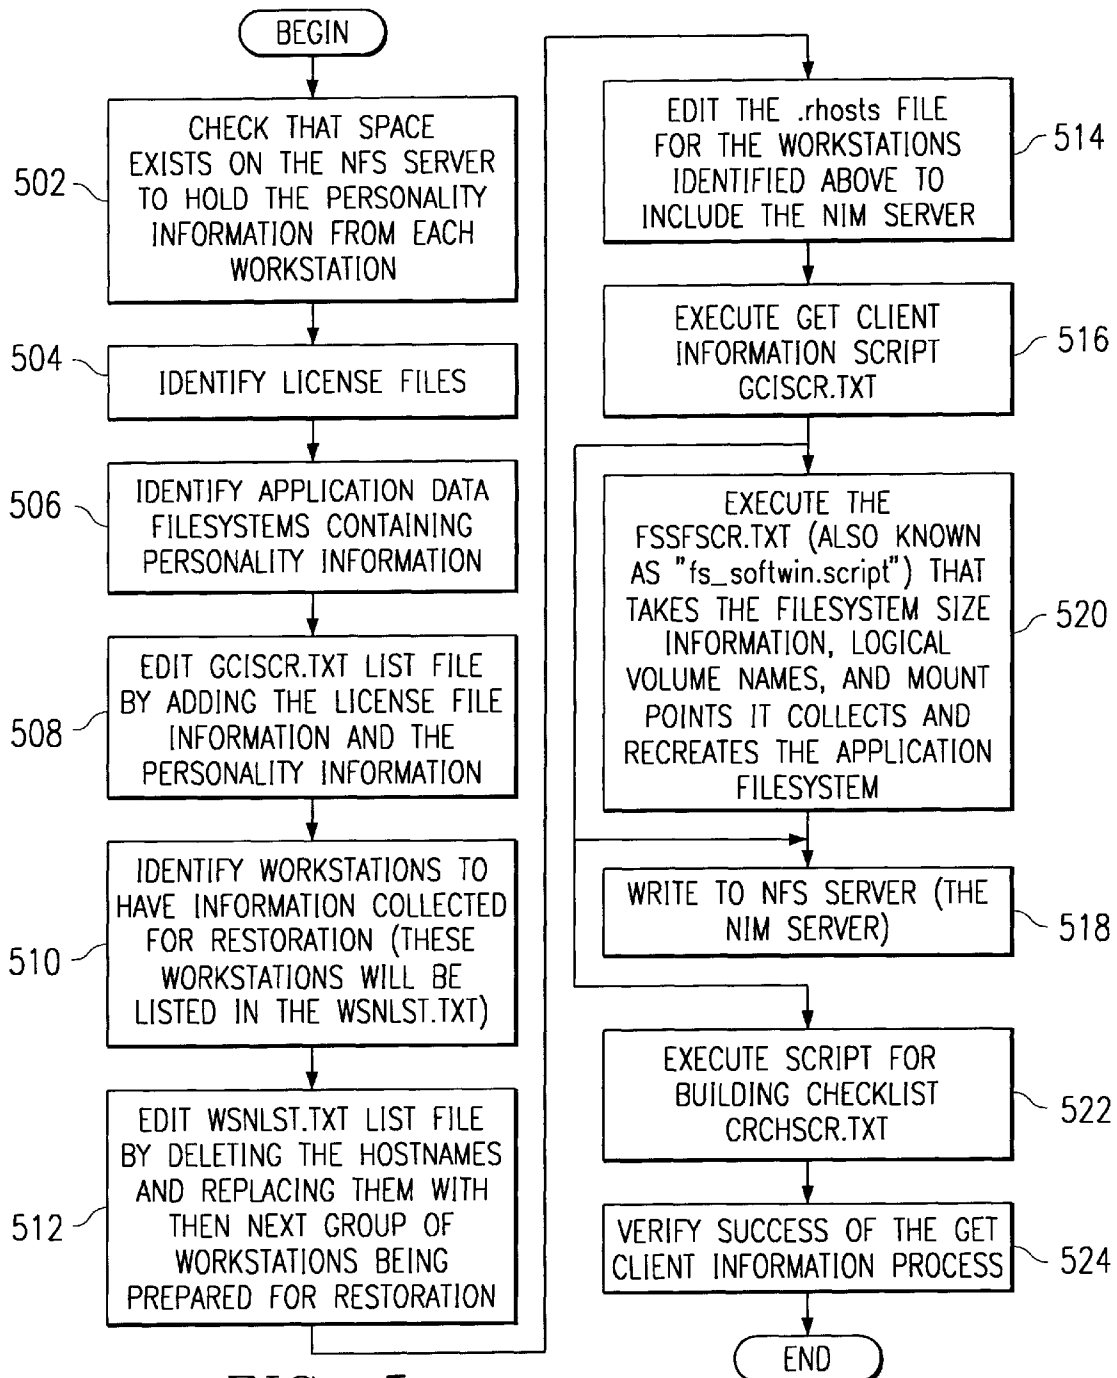 BEGIN
CHECK THAT SPACE
EXISTS ON THE NFS SERVER
TO HOLD THE PERSONALITY
INFORMATION FROM EACH
WORKSTATION
502
504
IDENTIFY LICENSE FILES
506
IDENTIFY APPLICATION DATA
FILESYSTEMS CONTAINING
PERSONALITY INFORMATION
508
EDIT GCISCR.TXT LIST FILE
BY ADDING THE LICENSE FILE
INFORMATION AND THE
PERSONALITY INFORMATION
510
IDENTIFY WORKSTATIONS TO
HAVE INFORMATION COLLECTED
FOR RESTORATION (THESE
WORKSTATIONS WILL BE
LISTED IN THE WSNLST.TXT)
512
EDIT WSNLST.TXT LIST FILE
BY DELETING THE HOSTNAMES
AND REPLACING THEM WITH
THEN NEXT GROUP OF
WORKSTATIONS BEING
PREPARED FOR RESTORATION
EDIT THE .rhosts FILE
FOR THE WORKSTATIONS
IDENTIFIED ABOVE TO
INCLUDE THE NIM SERVER
514
EXECUTE GET CLIENT
INFORMATION SCRIPT
GCISCR.TXT
516
EXECUTE THE
FSSFSCR.TXT (ALSO KNOWN
AS "fs_softwin.script") THAT
TAKES THE FILESYSTEM SIZE
INFORMATION, LOGICAL
VOLUME NAMES, AND MOUNT
POINTS IT COLLECTS AND
RECREATES THE APPLICATION
FILESYSTEM
520
WRITE TO NFS SERVER (THE
NIM SERVER)
518
EXECUTE SCRIPT FOR
BUILDING CHECKLIST
CRCHSCR.TXT
522
VERIFY SUCCESS OF THE GET
CLIENT INFORMATION PROCESS
524
END